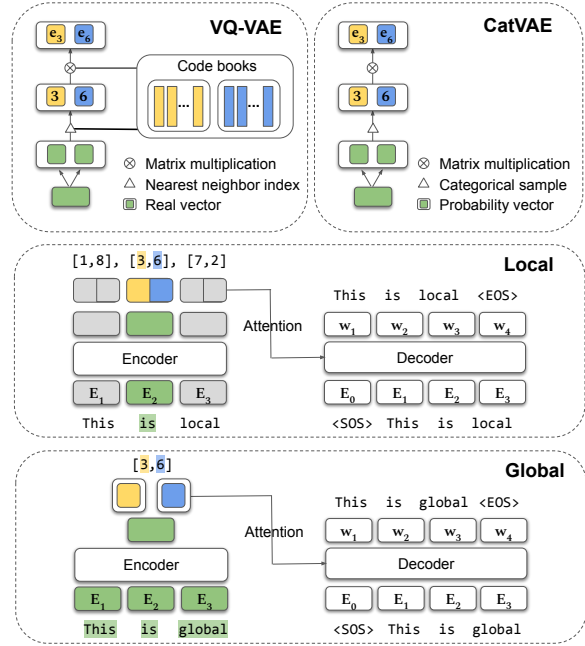 VQ-VAE
e3 e6
Code books
3 6
... ...
⊗ Matrix multiplication
△ Nearest neighbor index
Real vector
CatVAE
e3 e6
3 6
⊗ Matrix multiplication
△ Categorical sample
Probability vector
Local
[1,8], [3,6], [7,2]
Attention
Encoder
E1 E2 E3
This is local
This is local <EOS>
w1 w2 w3 w4
Decoder
E0 E1 E2 E3
<SOS> This is local
Global
[3,6]
Attention
Encoder
E1 E2 E3
This is global
This is global <EOS>
w1 w2 w3 w4
Decoder
E0 E1 E2 E3
<SOS> This is global